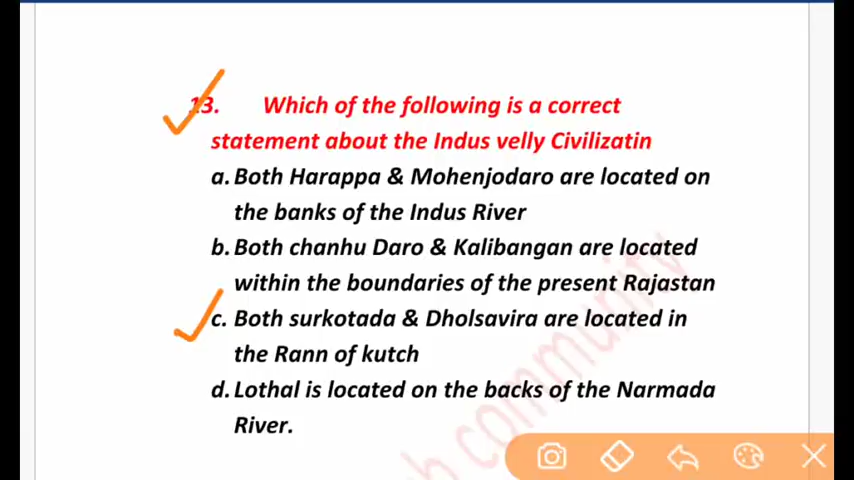 13. Which of the following is a correct
statement about the Indus velly Civilizatin
a. Both Harappa & Mohenjodaro are located on
the banks of the Indus River
b. Both chanhu Daro & Kalibangan are located
within the boundaries of the present Rajastan
c. Both surkotada & Dholsavira are located in
the Rann of kutch
d. Lothal is located on the backs of the Narmada
River.
community